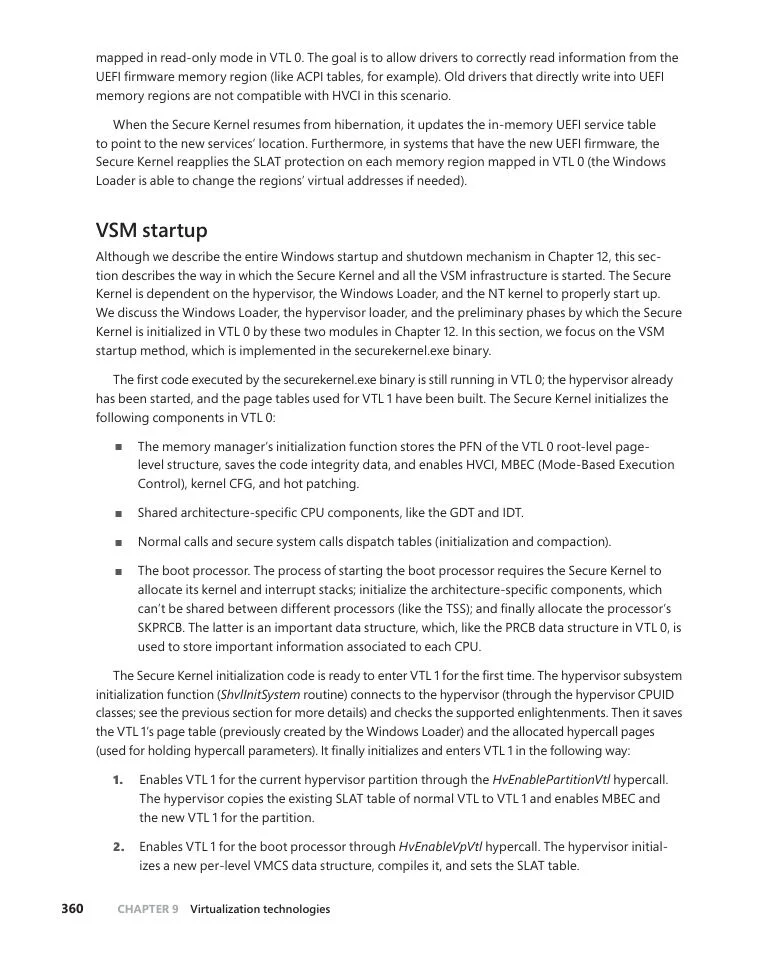 mapped in read-only mode in VTL 0. The goal is to allow drivers to correctly read information from the
UEFI firmware memory region (like ACPI tables, for example). Old drivers that directly write into UEFI
memory regions are not compatible with HVCI in this scenario.
When the Secure Kernel resumes from hibernation, it updates the in-memory UEFI service table
to point to the new services’ location. Furthermore, in systems that have the new UEFI firmware, the
Secure Kernel reapplies the SLAT protection on each memory region mapped in VTL 0 (the Windows
Loader is able to change the regions’ virtual addresses if needed).
VSM startup
Although we describe the entire Windows startup and shutdown mechanism in Chapter 12, this sec-
tion describes the way in which the Secure Kernel and all the VSM infrastructure is started. The Secure
Kernel is dependent on the hypervisor, the Windows Loader, and the NT kernel to properly start up.
We discuss the Windows Loader, the hypervisor loader, and the preliminary phases by which the Secure
Kernel is initialized in VTL 0 by these two modules in Chapter 12. In this section, we focus on the VSM
startup method, which is implemented in the securekernel.exe binary.
The first code executed by the securekernel.exe binary is still running in VTL 0; the hypervisor already
has been started, and the page tables used for VTL 1 have been built. The Secure Kernel initializes the
following components in VTL 0:
■ The memory manager’s initialization function stores the PFN of the VTL 0 root-level page-
level structure, saves the code integrity data, and enables HVCI, MBEC (Mode-Based Execution
Control), kernel CFG, and hot patching.
■ Shared architecture-specific CPU components, like the GDT and IDT.
■ Normal calls and secure system calls dispatch tables (initialization and compaction).
■ The boot processor. The process of starting the boot processor requires the Secure Kernel to
allocate its kernel and interrupt stacks; initialize the architecture-specific components, which
can’t be shared between different processors (like the TSS); and finally allocate the processor’s
SKPRCB. The latter is an important data structure, which, like the PRCB data structure in VTL 0, is
used to store important information associated to each CPU.
The Secure Kernel initialization code is ready to enter VTL 1 for the first time. The hypervisor subsystem
initialization function (ShvlInitSystem routine) connects to the hypervisor (through the hypervisor CPUID
classes; see the previous section for more details) and checks the supported enlightenments. Then it saves
the VTL 1’s page table (previously created by the Windows Loader) and the allocated hypercall pages
(used for holding hypercall parameters). It finally initializes and enters VTL 1 in the following way:
1. Enables VTL 1 for the current hypervisor partition through the HvEnablePartitionVtl hypercall.
The hypervisor copies the existing SLAT table of normal VTL to VTL 1 and enables MBEC and
the new VTL 1 for the partition.
2. Enables VTL 1 for the boot processor through HvEnableVpVtl hypercall. The hypervisor initial-
izes a new per-level VMCS data structure, compiles it, and sets the SLAT table.
360 CHAPTER 9 Virtualization technologies